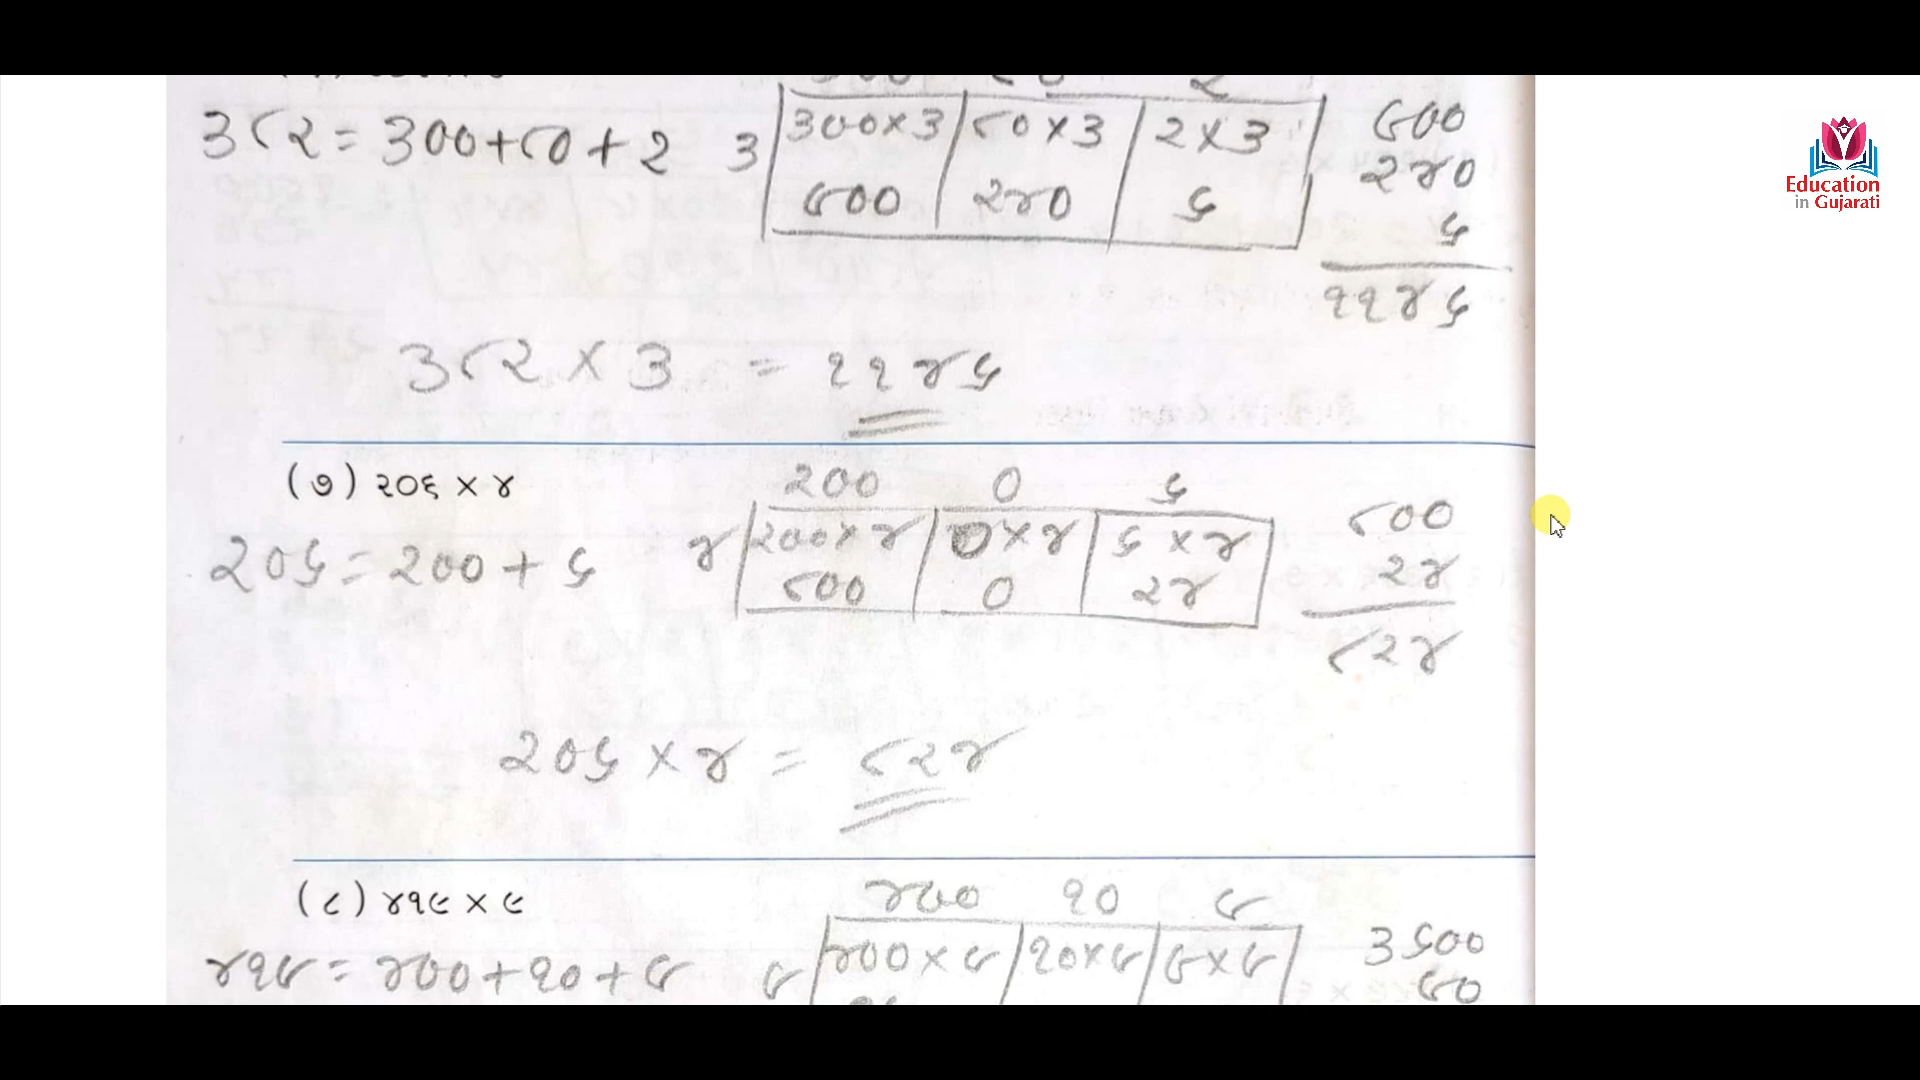 ૩૮૨ = ૩૦૦+૮૦+૨
૩ ૩૦૦×૩ ૮૦×૩ ૨×૩
૯૦૦ ૨૪૦ ૬
૯૦૦
૨૪૦
૬
૧૧૪૬
૩૮૨ × ૩ = ૧૧૪૬
(૭) ૨૦૬ × ૪
૨૦૬ = ૨૦૦ + ૬
૨૦૦ ૦ ૬
૪ ૨૦૦×૪ ૦×૪ ૬×૪
૮૦૦ ૦ ૨૪
૮૦૦
૨૪
૮૨૪
૨૦૬ × ૪ = ૮૨૪
(૮) ૪૧૯ × ૯
૪૧૯ = ૪૦૦+૧૦+૯
૪૦૦ ૧૦ ૯
૯ ૪૦૦×૯ ૧૦×૯ ૯×૯
૩૬૦૦
૯૦
Education
in Gujarati